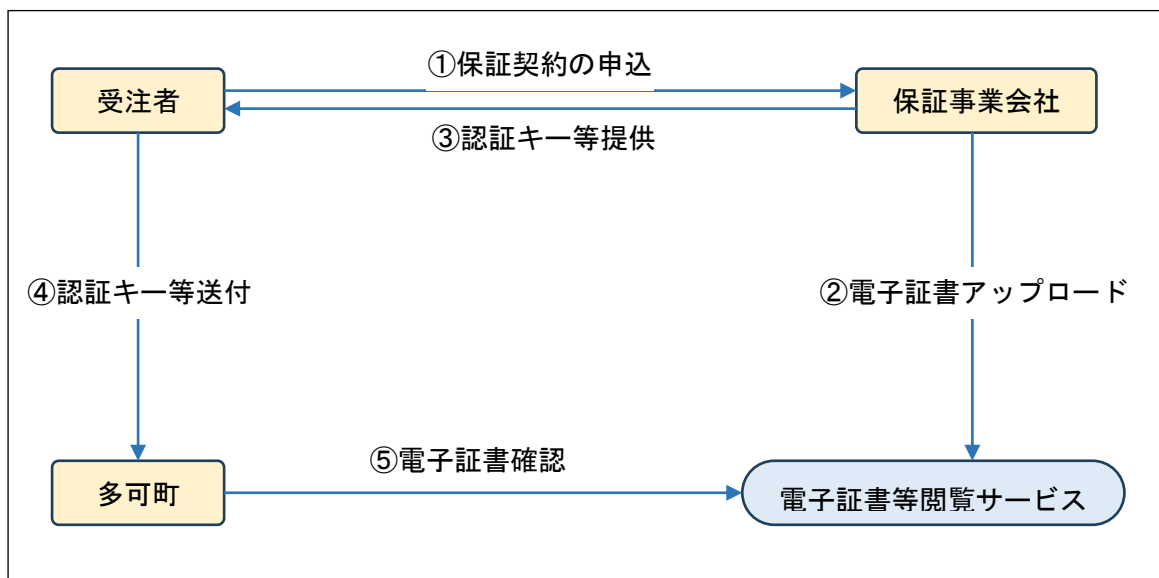 ①保証契約の申込
受注者
保証事業会社
③認証キー等提供
④認証キー等送付
②電子証書アップロード
⑤電子証書確認
多可町
電子証書等閲覧サービス